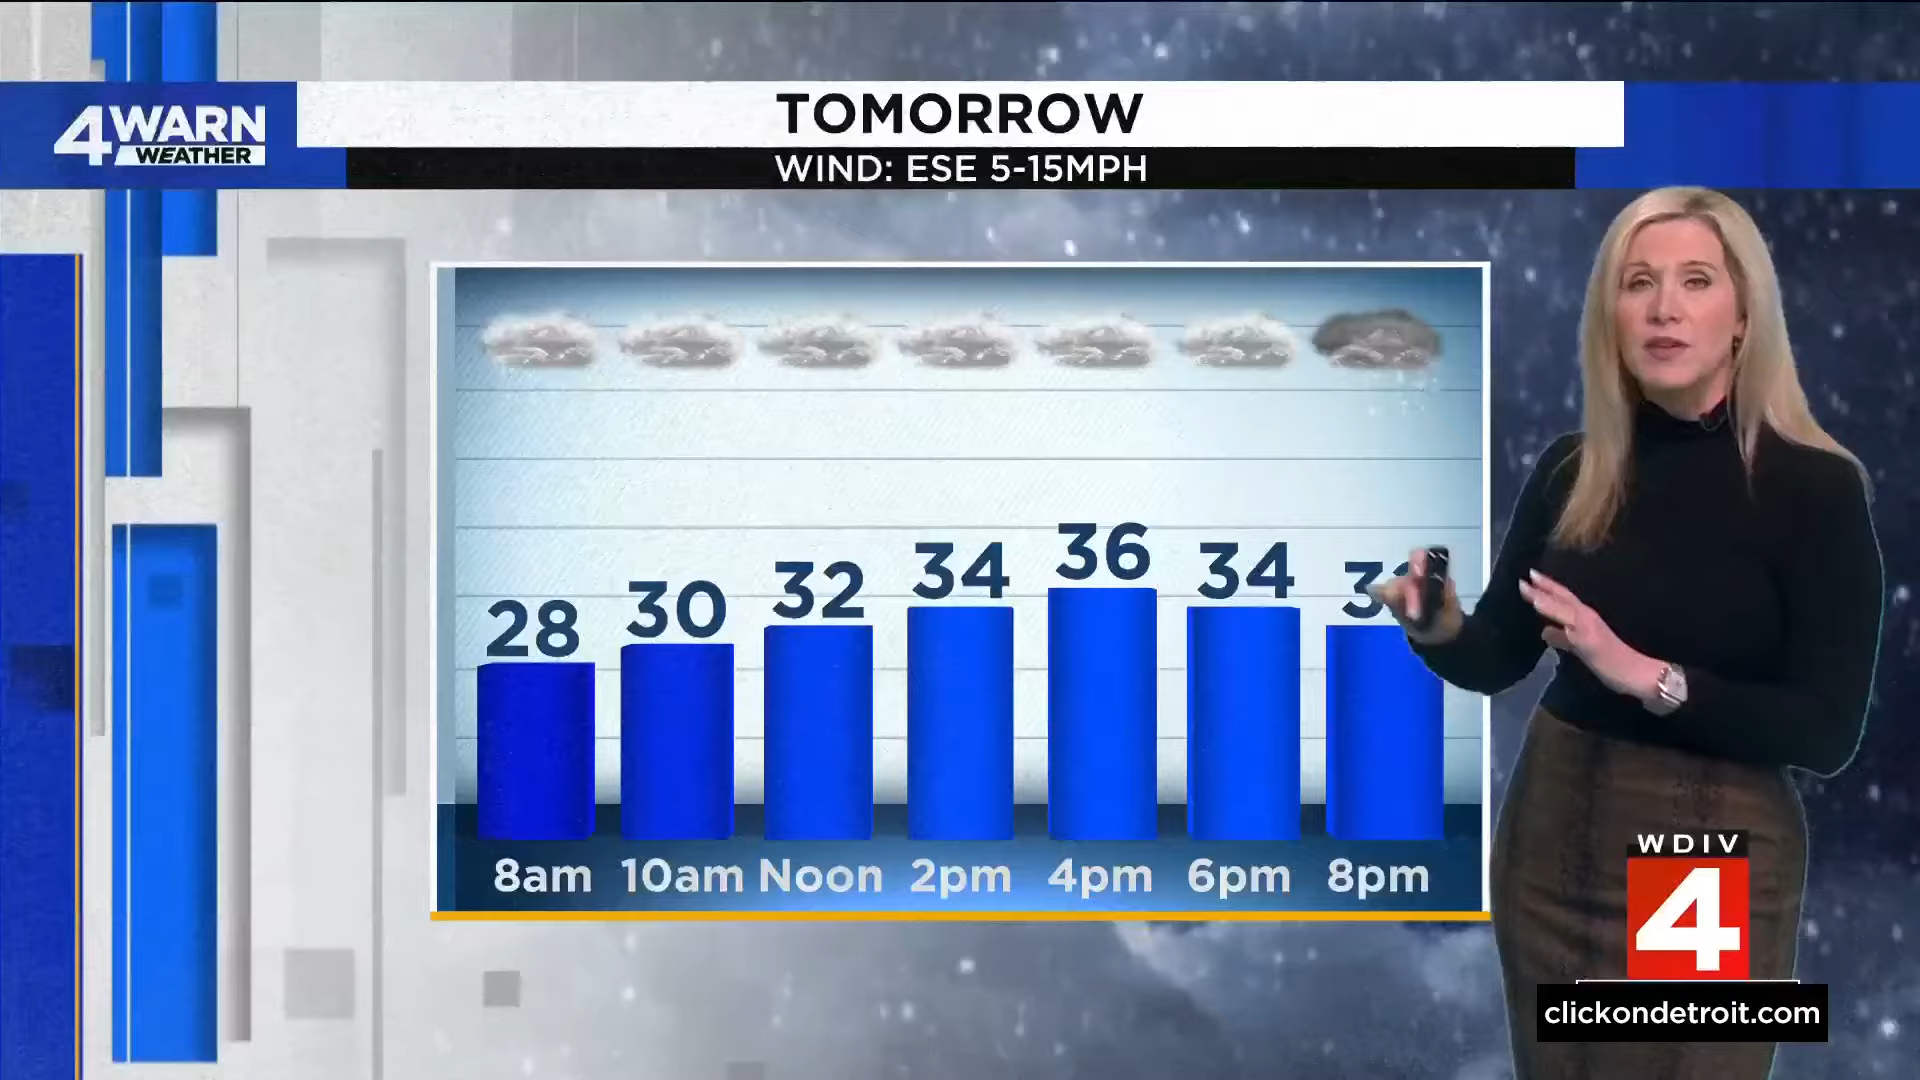 4WARN
WEATHER
TOMORROW
WIND: ESE 5-15MPH
28 30 32 34 36 34
8am 10am Noon 2pm 4pm 6pm 8pm
WDIV
4
clickondetroit.com